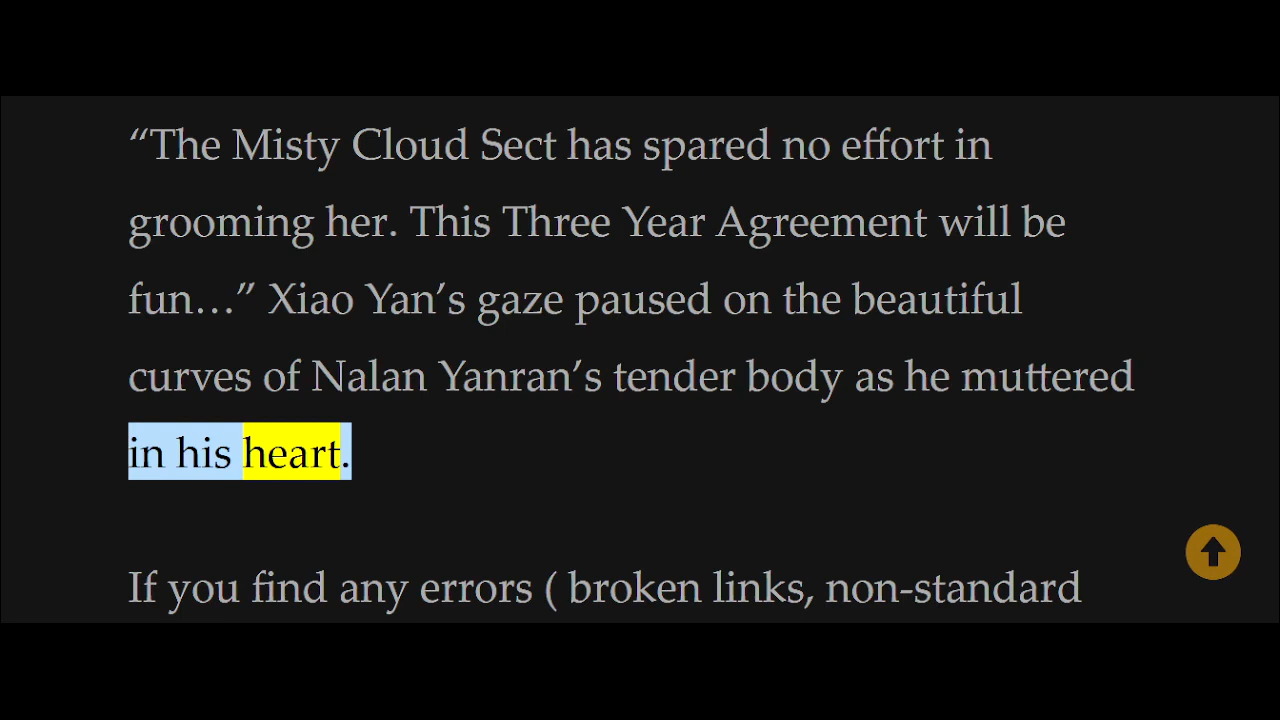 “The Misty Cloud Sect has spared no effort in
grooming her. This Three Year Agreement will be
fun…” Xiao Yan’s gaze paused on the beautiful
curves of Nalan Yanran’s tender body as he muttered
in his heart.
If you find any errors ( broken links, non-standard